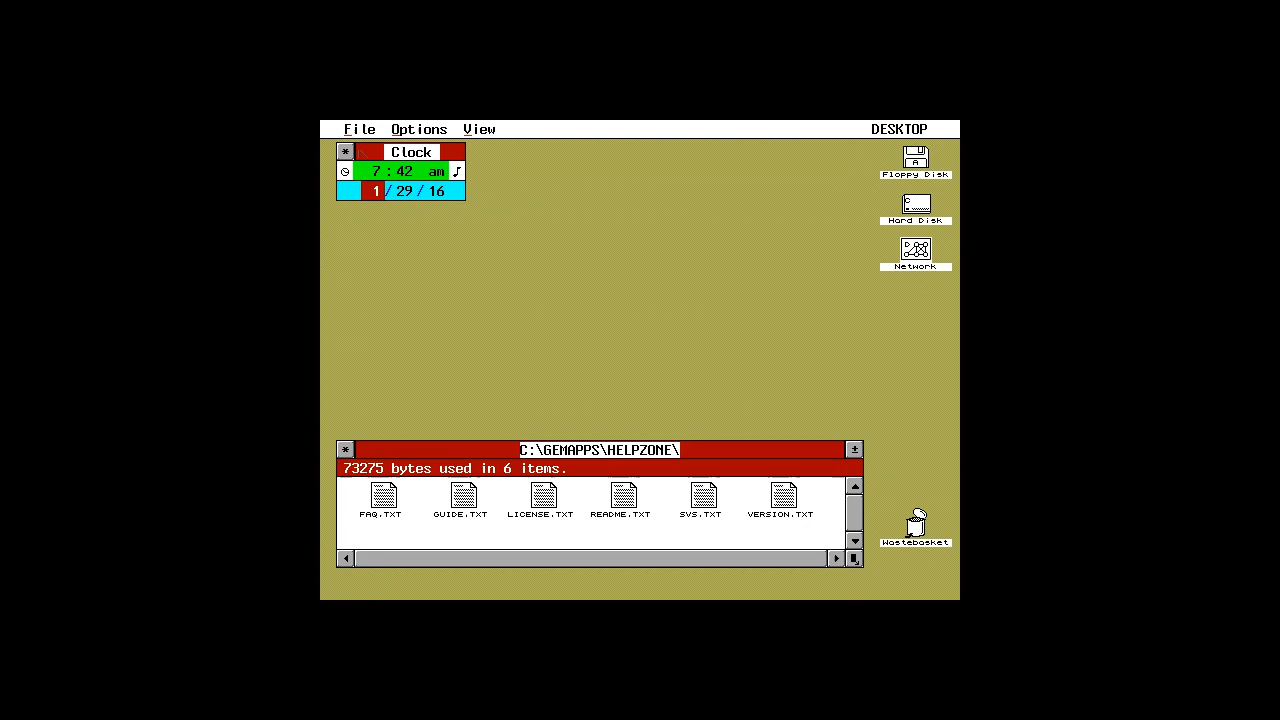 File Options View DESKTOP
Clock
7:42 am
1/29/16
A
Floppy Disk
C
Hard Disk
Network
C:\GEMAPPS\HELPZONE\
73275 bytes used in 6 items.
FAQ.TXT GUIDE.TXT LICENSE.TXT README.TXT SVS.TXT VERSION.TXT
Wastebasket